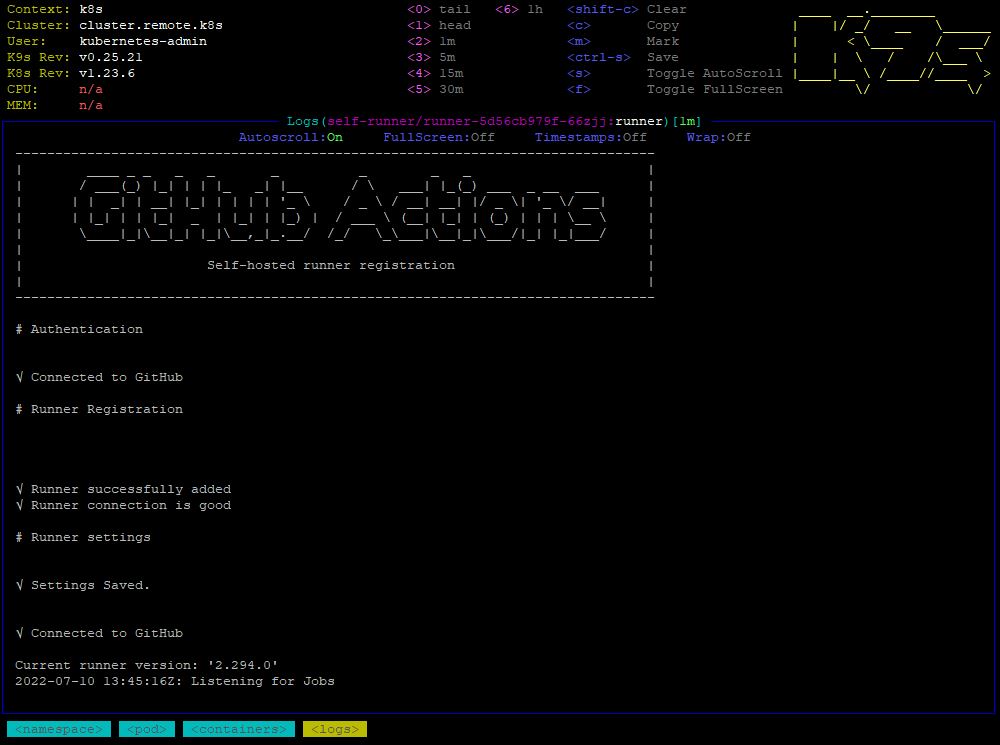 Context: k8s <0> tail <6> lh <shift-c> Clear
Cluster: cluster.remote.k8s <1> head <c> Copy
User: kubernetes-admin <2> 1m <m> Mark
K9s Rev: v0.25.21 <3> 5m <ctrl-s> Save
K8s Rev: v1.23.6 <4> 15m <s> Toggle AutoScroll
CPU: n/a <5> 30m <f> Toggle FullScreen
MEM: n/a
K9s
Logs(self-runner/runner-5d56cb979f-66zjj:runner)[1m]
Autoscroll:On FullScreen:Off Timestamps:Off Wrap:Off
GitHub Actions
Self-hosted runner registration
# Authentication
√ Connected to GitHub
# Runner Registration
√ Runner successfully added
√ Runner connection is good
# Runner settings
√ Settings Saved.
√ Connected to GitHub
Current runner version: '2.294.0'
2022-07-10 13:45:16Z: Listening for Jobs
<namespace> <pod> <containers> <logs>